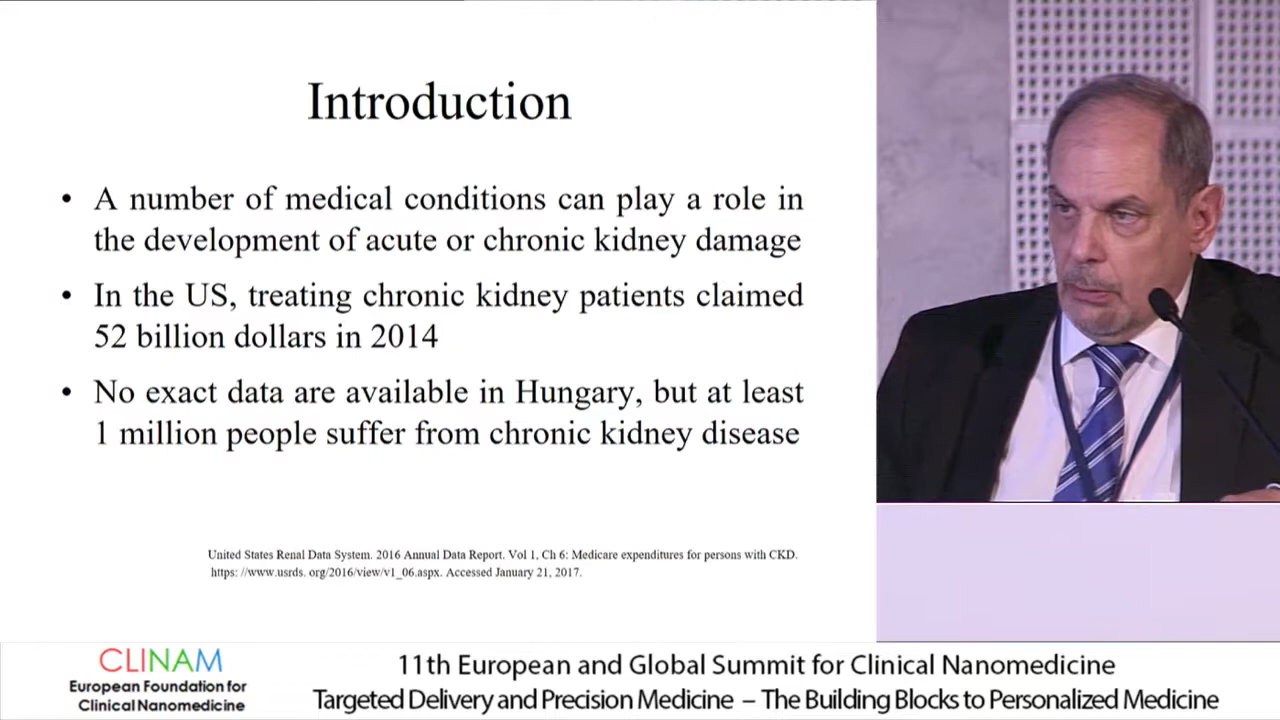 Introduction
• A number of medical conditions can play a role in
the development of acute or chronic kidney damage
• In the US, treating chronic kidney patients claimed
52 billion dollars in 2014
• No exact data are available in Hungary, but at least
1 million people suffer from chronic kidney disease
United States Renal Data System. 2016 Annual Data Report. Vol 1, Ch 6: Medicare expenditures for persons with CKD.
https: //www.usrds. org/2016/view/v1_06.aspx. Accessed January 21, 2017.
CLINAM
European Foundation for
Clinical Nanomedicine
11th European and Global Summit for Clinical Nanomedicine
Targeted Delivery and Precision Medicine – The Building Blocks to Personalized Medicine